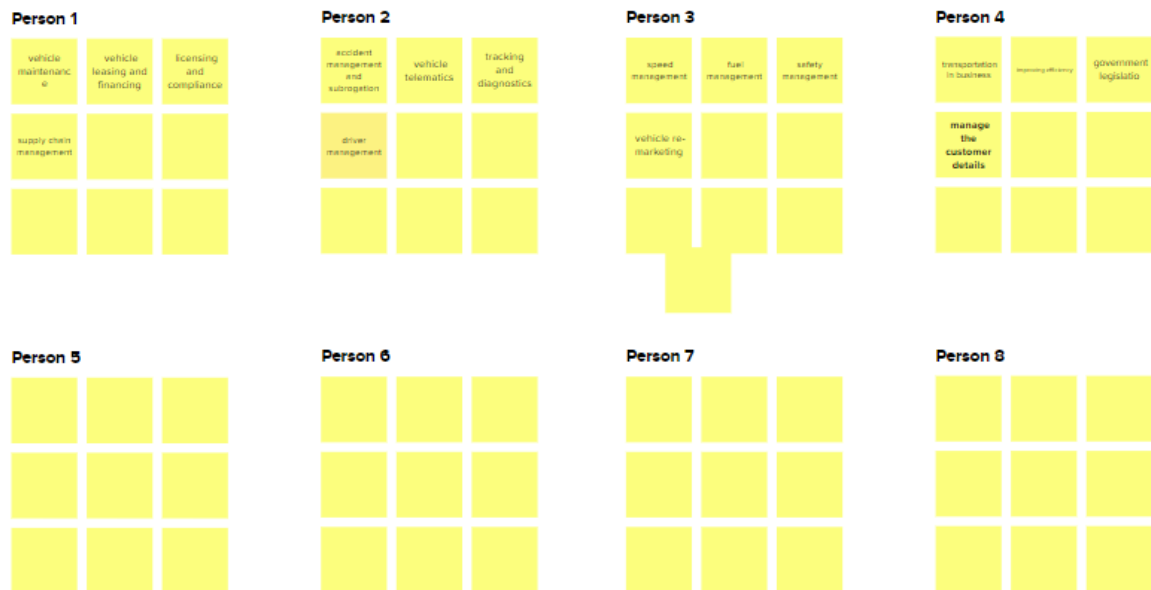 Person 1
vehicle
maintenanc
e
vehicle
leasing and
financing
licensing
and
compliance
supply chain
management
Person 2
accident
management
and
subrogation
vehicle
telematics
tracking
and
diagnostics
driver
management
Person 3
speed
management
fuel
management
safety
management
vehicle re-
marketing
Person 4
transportation
in business
improving efficiency
government
legislatio
manage
the
customer
details
Person 5
Person 6
Person 7
Person 8